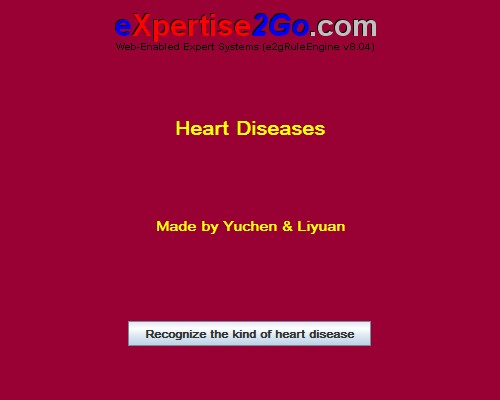 eXpertise2Go.com
Web-Enabled Expert Systems (e2gRuleEngine v8.04)
Heart Diseases
Made by Yuchen & Liyuan
Recognize the kind of heart disease